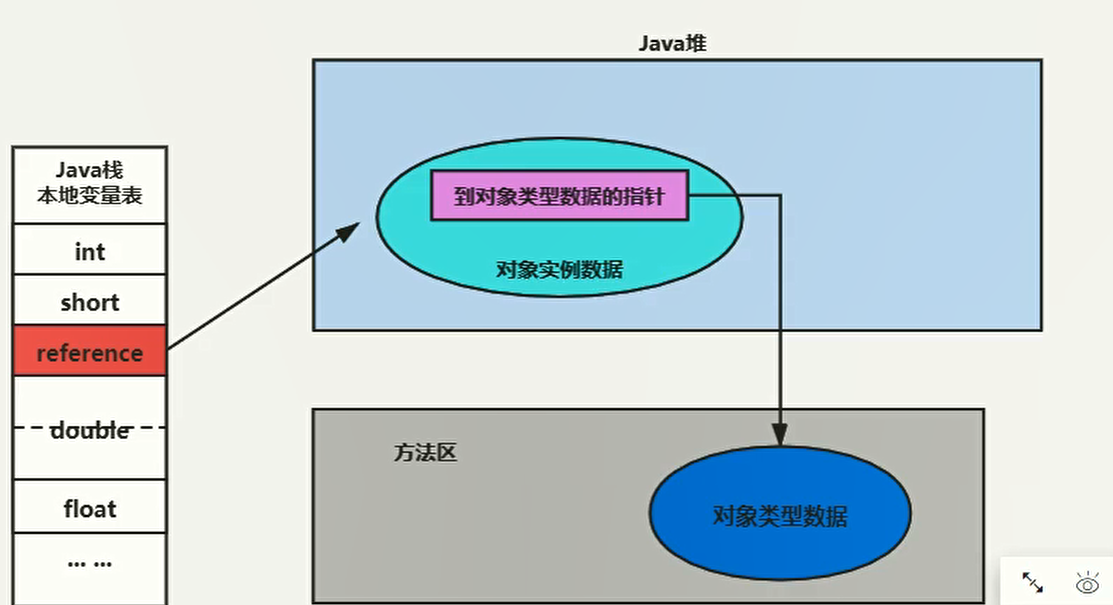 Java堆
Java栈
本地变量表
int
short
reference
double
float
... ...
到对象类型数据的指针
对象实例数据
方法区
对象类型数据